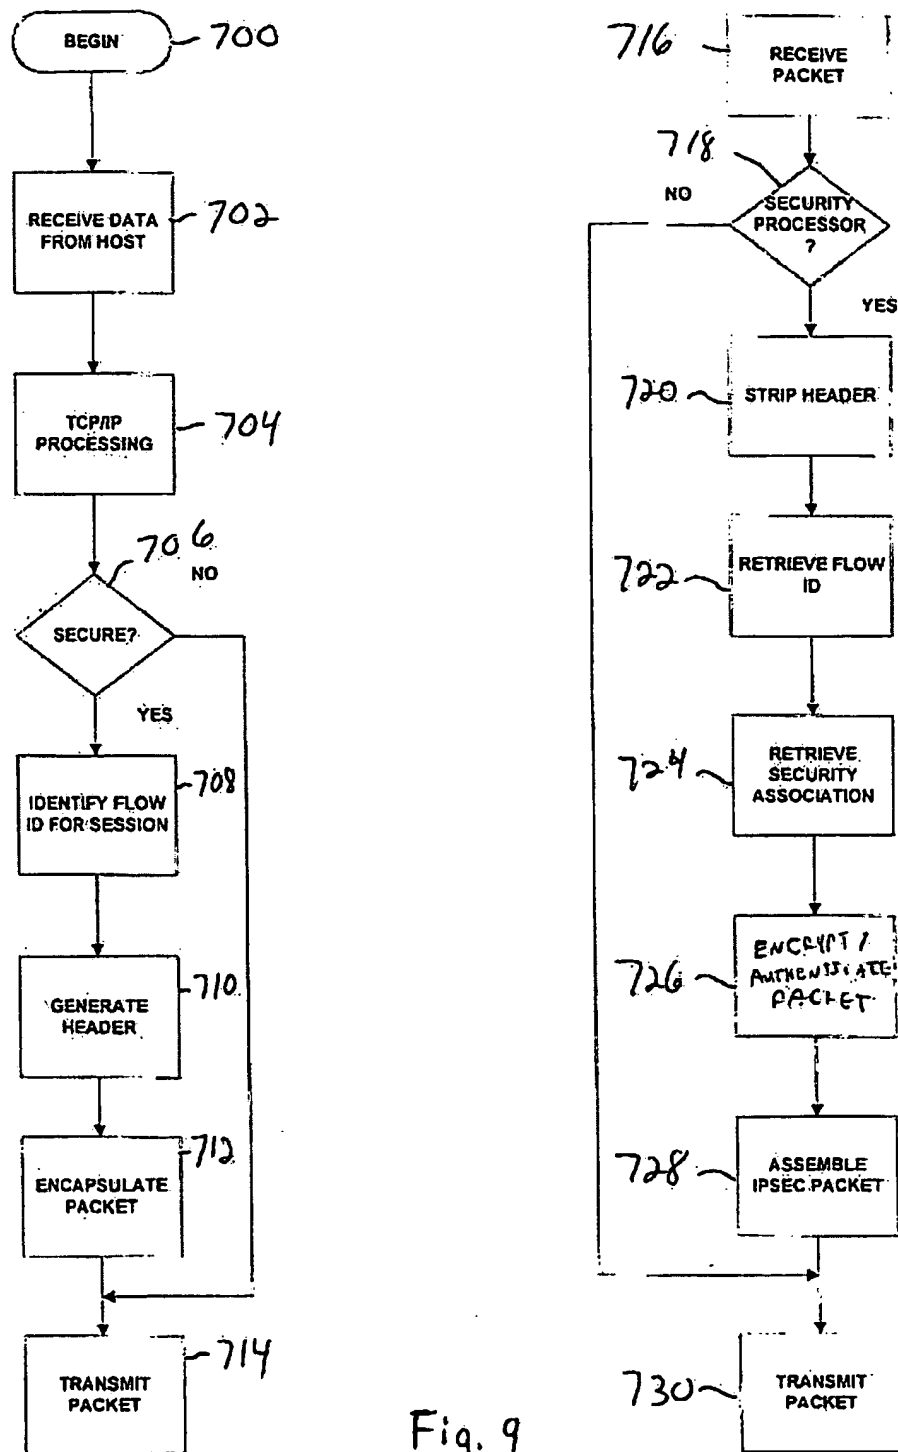 BEGIN
700
RECEIVE DATA
FROM HOST
702
TCP/IP
PROCESSING
704
706
NO
SECURE?
YES
IDENTIFY FLOW
ID FOR SESSION
708
GENERATE
HEADER
710
ENCAPSULATE
PACKET
712
TRANSMIT
PACKET
714
716
RECEIVE
PACKET
718
NO
SECURITY
PROCESSOR
?
YES
720
STRIP HEADER
722
RETRIEVE FLOW
ID
724
RETRIEVE
SECURITY
ASSOCIATION
726
ENCRYPT /
AUTHENTICATE
PACKET
728
ASSEMBLE
IPSEC PACKET
730
TRANSMIT
PACKET
Fig. 9